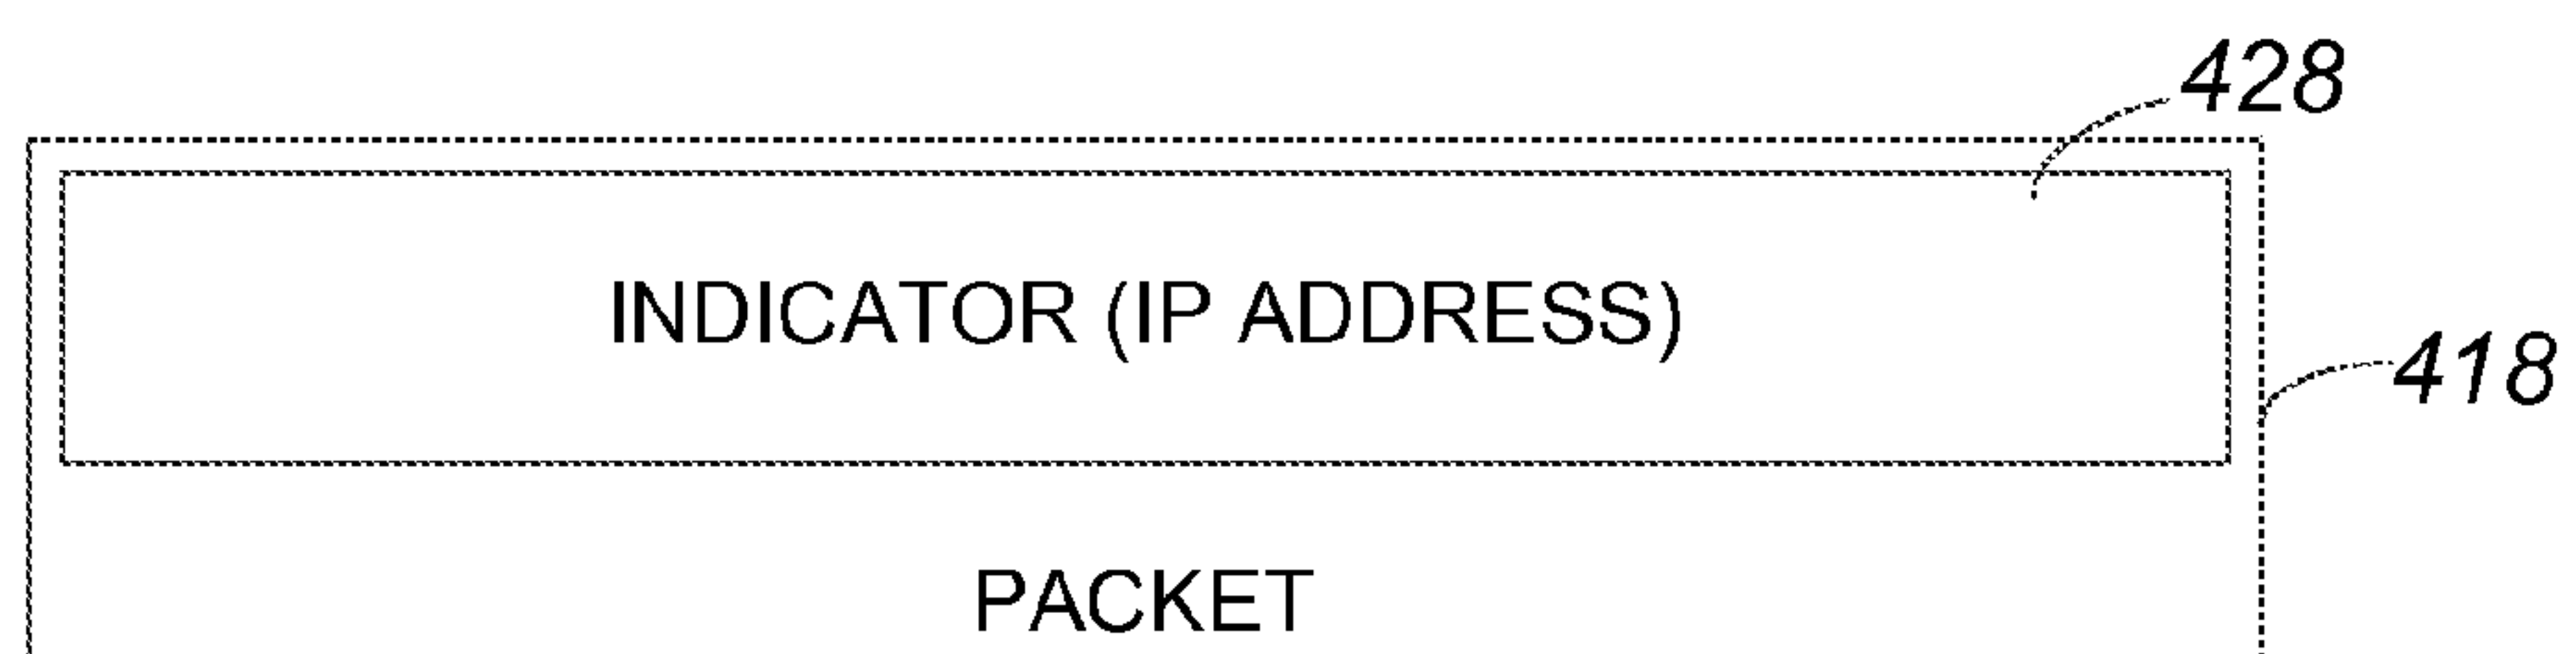 428
INDICATOR (IP ADDRESS)
418
PACKET